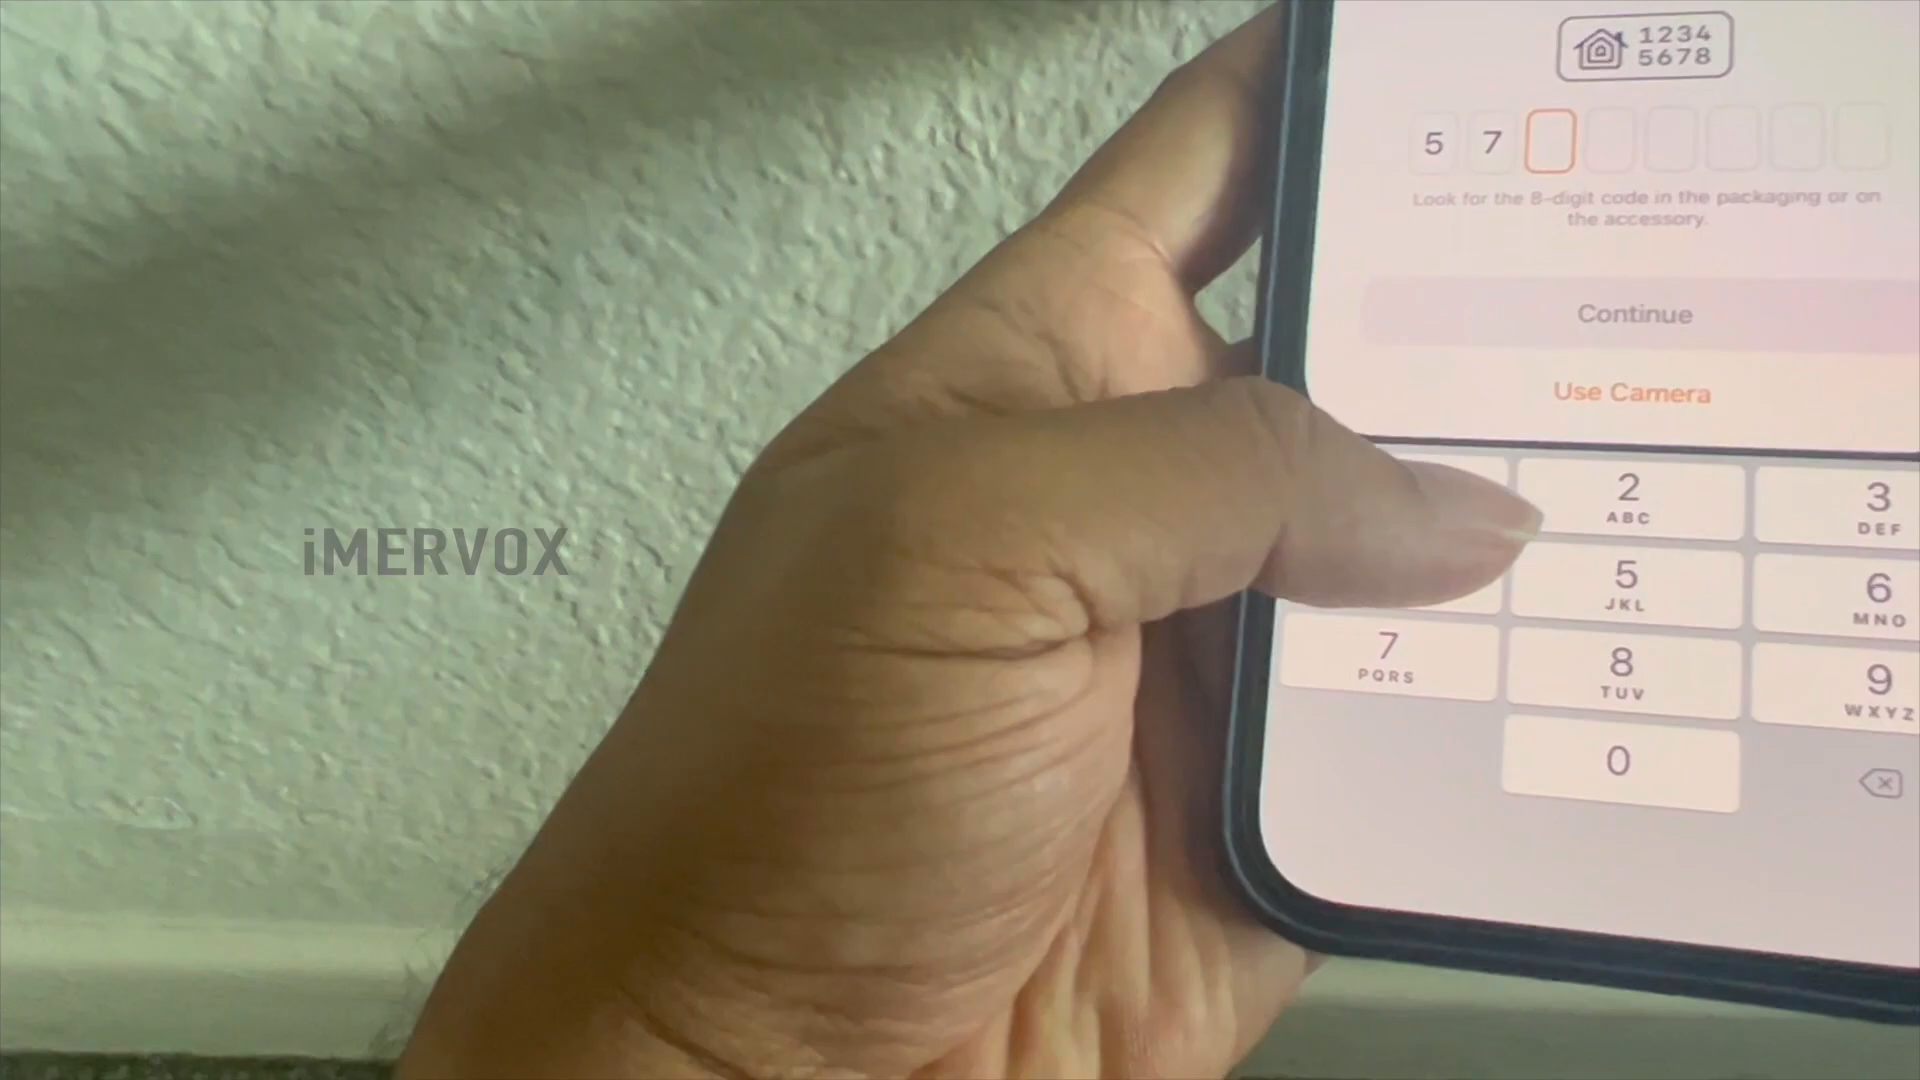 1234
5678
5 7
Look for the 8-digit code in the packaging or on
the accessory.
Continue
Use Camera
iMERVOX
2
ABC
3
DEF
5
JKL
6
MNO
7
PQRS
8
TUV
9
WXYZ
0